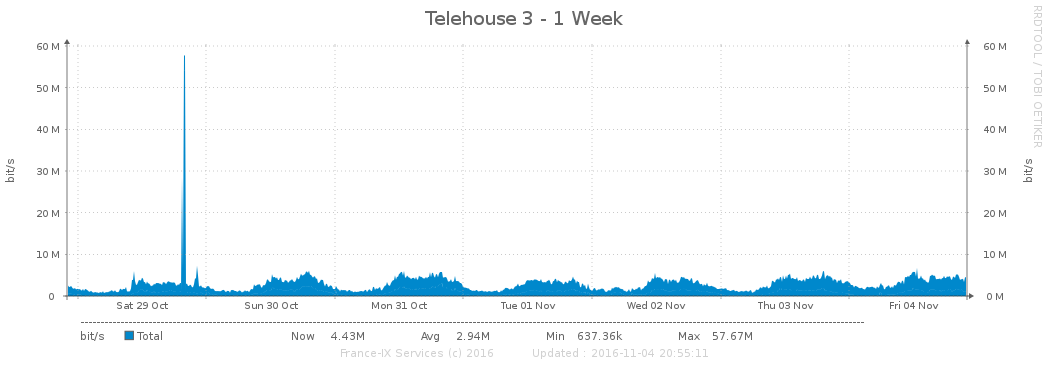 Telehouse 3 - 1 Week
RRDTOOL / TOBI OETIKER
60 M 60 M
50 M 50 M
40 M 40 M
30 M 30 M
20 M 20 M
10 M 10 M
0 0 M
bit/s bit/s
Sat 29 Oct Sun 30 Oct Mon 31 Oct Tue 01 Nov Wed 02 Nov Thu 03 Nov Fri 04 Nov
bit/s Total Now 4.43M Avg 2.94M Min 637.36k Max 57.67M
France-IX Services (c) 2016 Updated : 2016-11-04 20:55:11